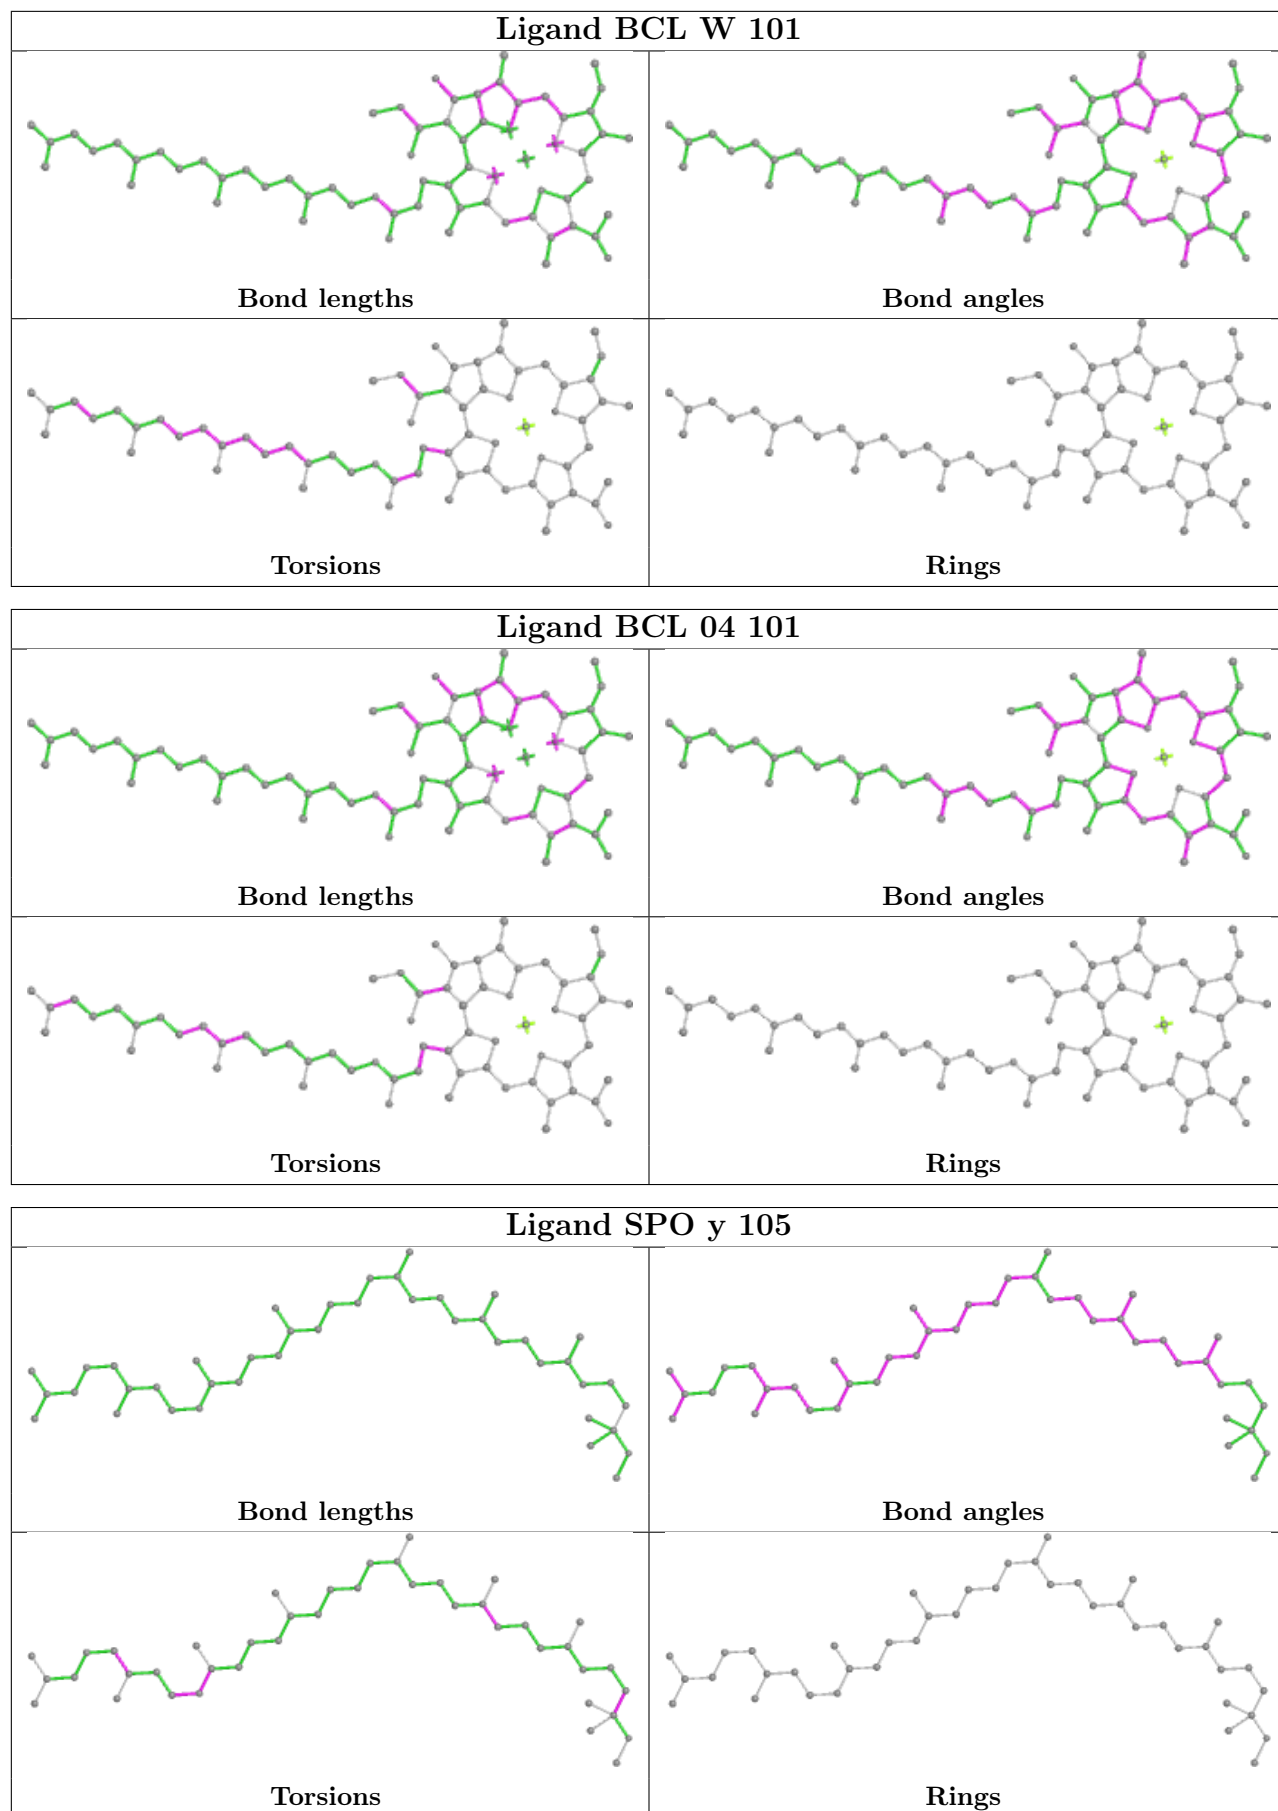 Ligand BCL W 101
Bond lengths
Bond angles
Torsions
Rings
Ligand BCL 04 101
Bond lengths
Bond angles
Torsions
Rings
Ligand SPO y 105
Bond lengths
Bond angles
Torsions
Rings